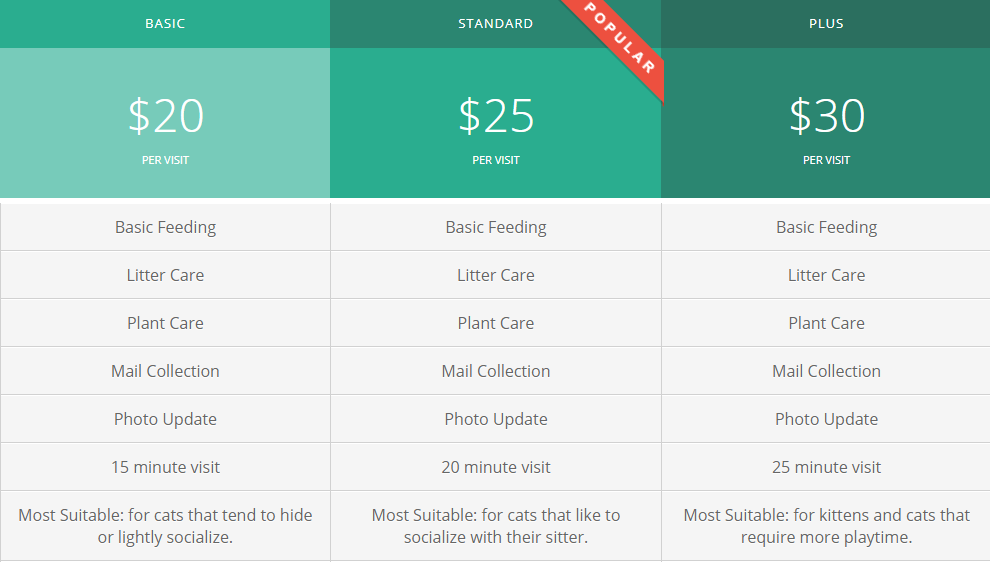 BASIC
STANDARD
POPULAR
PLUS
$20
$25
$30
PER VISIT
PER VISIT
PER VISIT
Basic Feeding
Basic Feeding
Basic Feeding
Litter Care
Litter Care
Litter Care
Plant Care
Plant Care
Plant Care
Mail Collection
Mail Collection
Mail Collection
Photo Update
Photo Update
Photo Update
15 minute visit
20 minute visit
25 minute visit
Most Suitable: for cats that tend to hide
or lightly socialize.
Most Suitable: for cats that like to
socialize with their sitter.
Most Suitable: for kittens and cats that
require more playtime.